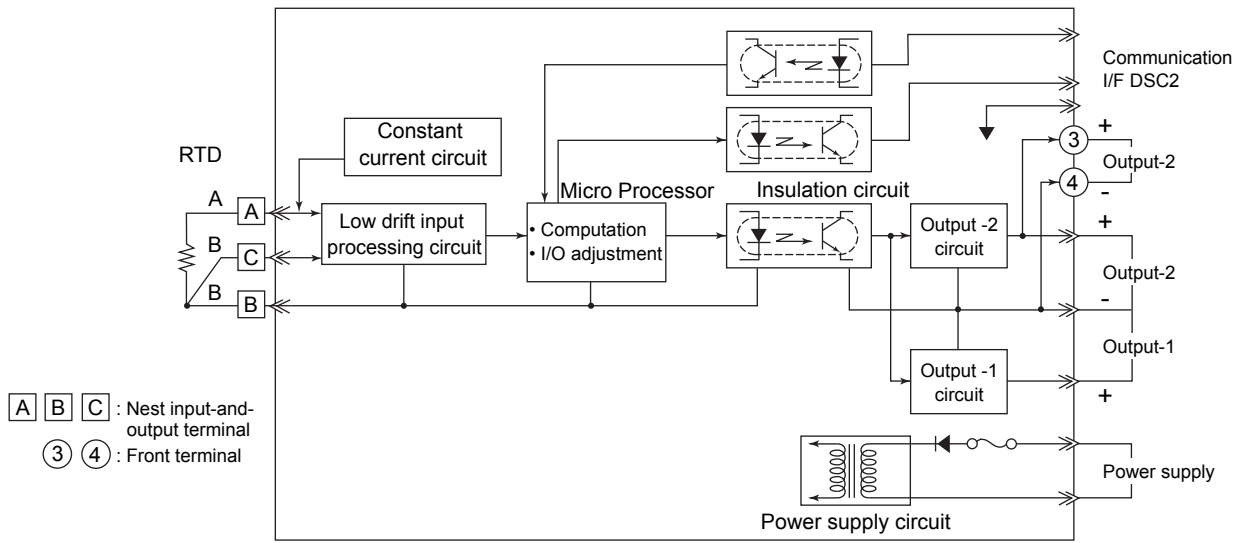 Communication
I/F DSC2
Constant
current circuit
RTD
3
+
Output-2
4
-
Micro Processor
Insulation circuit
A
A
Low drift input
processing circuit
• Computation
• I/O adjustment
Output -2
circuit
+
B
C
Output-2
B
B
-
Output-1
Output -1
circuit
+
A B C : Nest input-and-
output terminal
3 4 : Front terminal
Power supply
Power supply circuit